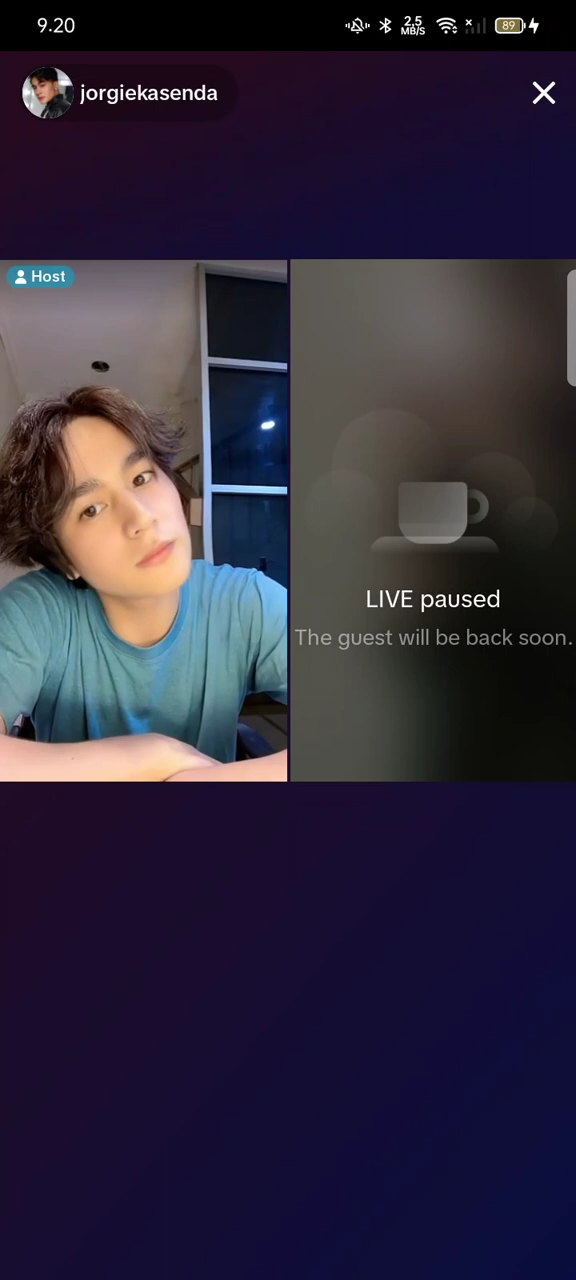 9.20
2,5
MB/S
89
jorgiekasenda
Host
LIVE paused
The guest will be back soon.